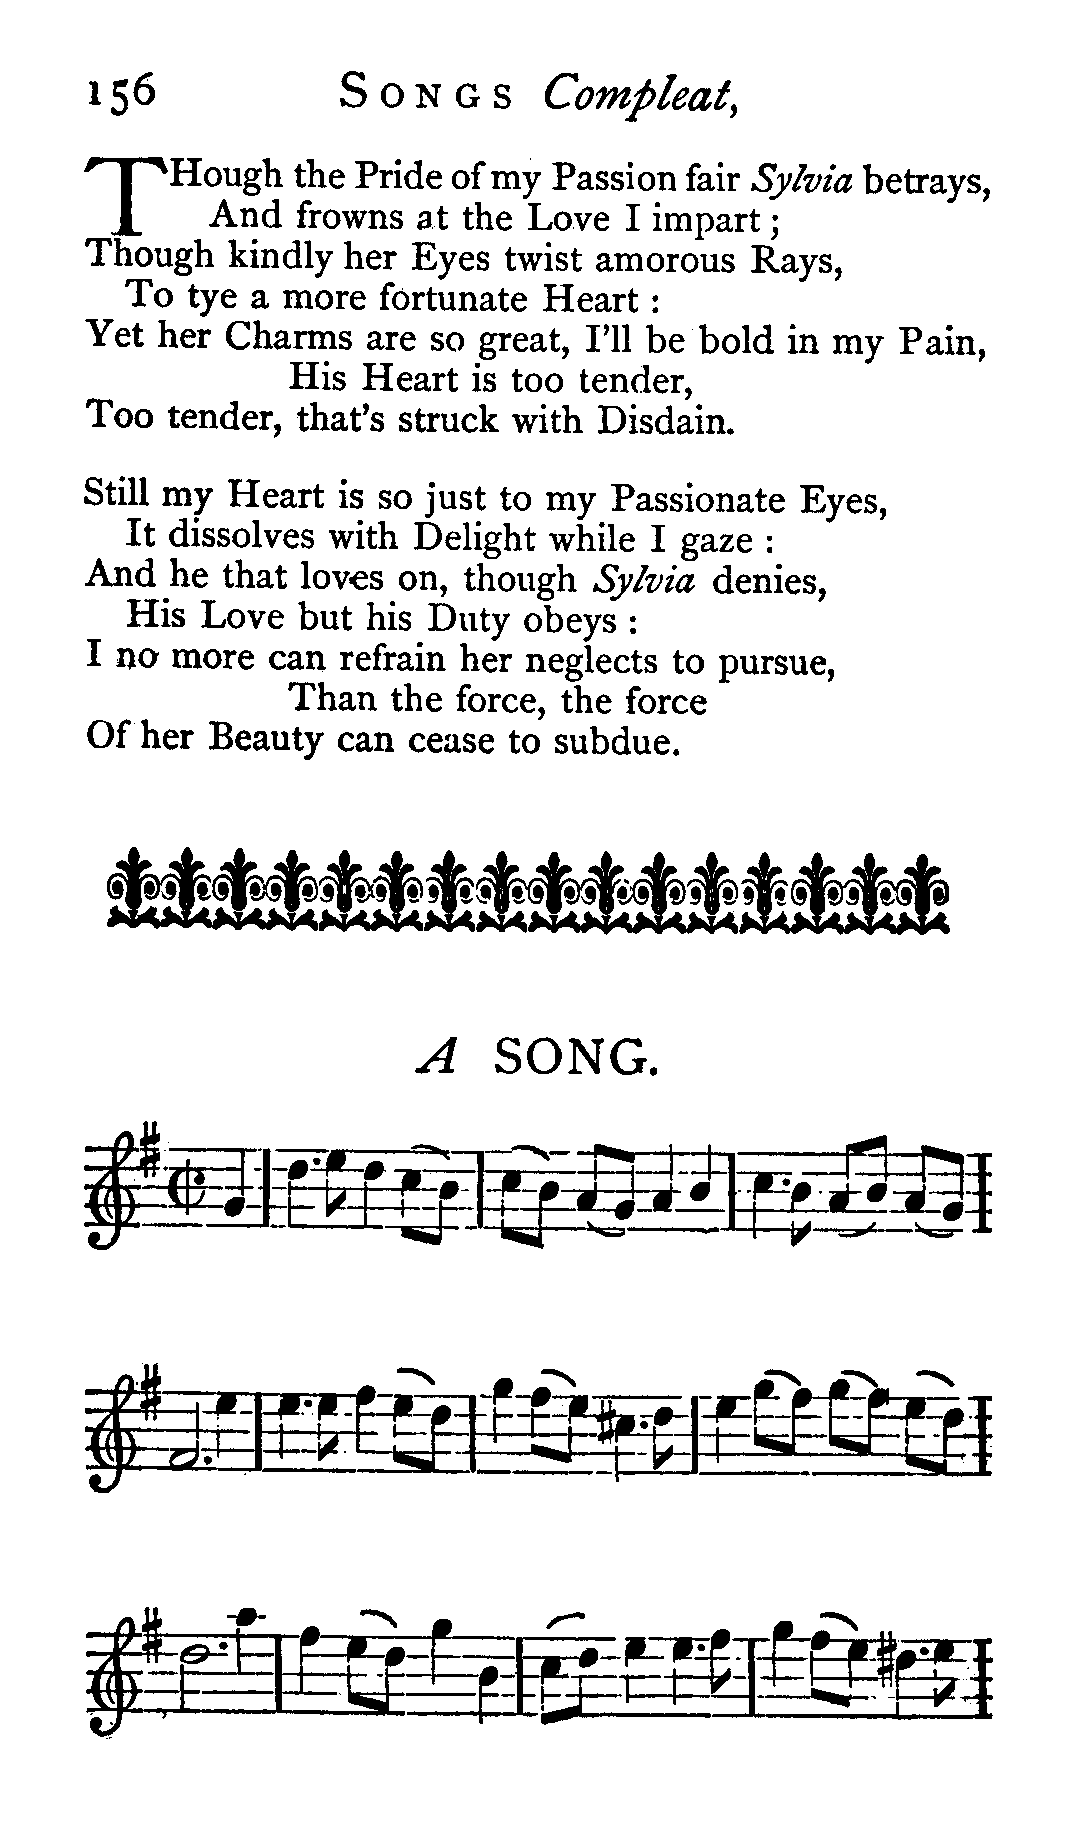 156 SONGS Compleat,
THough the Pride of my Passion fair Sylvia betrays,
And frowns at the Love I impart ;
Though kindly her Eyes twist amorous Rays,
To tye a more fortunate Heart :
Yet her Charms are so great, I'll be bold in my Pain,
His Heart is too tender,
Too tender, that's struck with Disdain.
Still my Heart is so just to my Passionate Eyes,
It dissolves with Delight while I gaze :
And he that loves on, though Sylvia denies,
His Love but his Duty obeys :
I no more can refrain her neglects to pursue,
Than the force, the force
Of her Beauty can cease to subdue.
A SONG.